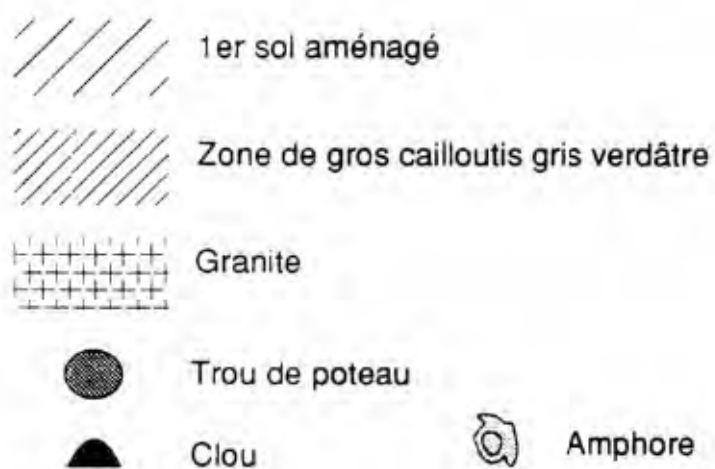 1er sol aménagé
Zone de gros cailloutis gris verdâtre
Granite
Trou de poteau
Clou
Amphore